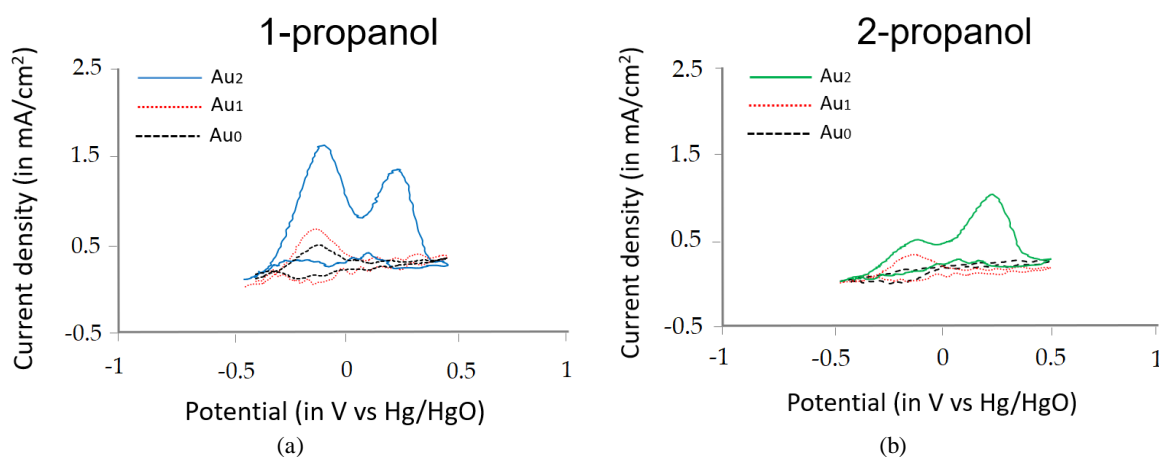 1-propanol
2.5
1.5
0.5
-0.5
-1
-0.5
0
0.5
1
Au2
Au1
Au0
Current density (in mA/cm²)
Potential (in V vs Hg/HgO)
(a)
2-propanol
2.5
1.5
0.5
-0.5
-1
-0.5
0
0.5
1
Au2
Au1
Au0
Current density (in mA/cm²)
Potential (in V vs Hg/HgO)
(b)